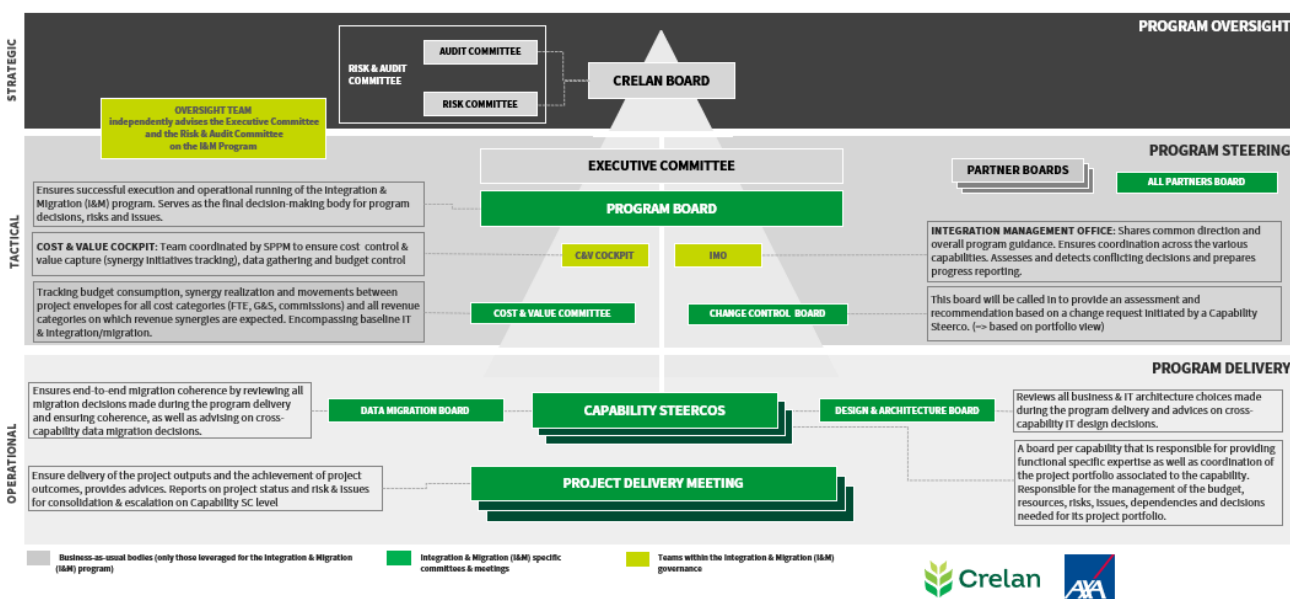 STRATEGIC
PROGRAM OVERSIGHT
RISK & AUDIT
COMMITTEE
AUDIT COMMITTEE
RISK COMMITTEE
CRELAN BOARD
OVERSIGHT TEAM
independently advises the Executive Committee
and the Risk & Audit Committee
on the I&M Program
TACTICAL
PROGRAM STEERING
EXECUTIVE COMMITTEE
PARTNER BOARDS
ALL PARTNERS BOARD
Ensures successful execution and operational running of the Integration &
Migration (I&M) program. Serves as the final decision-making body for program
decisions, risks and issues.
PROGRAM BOARD
COST & VALUE COCKPIT: Team coordinated by SPPM to ensure cost control &
value capture (synergy initiatives tracking), data gathering and budget control
C&V COCKPIT
IMO
INTEGRATION MANAGEMENT OFFICE: Shares common direction and
overall program guidance. Ensures coordination across the various
capabilities. Assesses and detects conflicting decisions and prepares
progress reporting.
Tracking budget consumption, synergy realization and movements between
project envelopes for all cost categories (FTE, G&S, commissions) and all revenue
categories on which revenue synergies are expected. Encompassing baseline IT
& integration/migration.
COST & VALUE COMMITTEE
CHANGE CONTROL BOARD
This board will be called in to provide an assessment and
recommendation based on a change request initiated by a Capability
Steerco. (-> based on portfolio view)
OPERATIONAL
PROGRAM DELIVERY
Ensures end-to-end migration coherence by reviewing all
migration decisions made during the program delivery
and ensuring coherence, as well as advising on cross-
capability data migration decisions.
DATA MIGRATION BOARD
CAPABILITY STEERCOS
DESIGN & ARCHITECTURE BOARD
Reviews all business & IT architecture choices made
during the program delivery and advices on cross-
capability IT design decisions.
Ensure delivery of the project outputs and the achievement of project
outcomes, provides advices. Reports on project status and risk & issues
for consolidation & escalation on Capability SC level
PROJECT DELIVERY MEETING
A board per capability that is responsible for providing
functional specific expertise as well as coordination of
the project portfolio associated to the capability.
Responsible for the management of the budget,
resources, risks, issues, dependencies and decisions
needed for its project portfolio.
Business-as-usual bodies (only those leveraged for the Integration & Migration
(I&M) program)
Integration & Migration (I&M) specific
committees & meetings
Teams within the Integration & Migration (I&M)
governance
Crelan
AXA